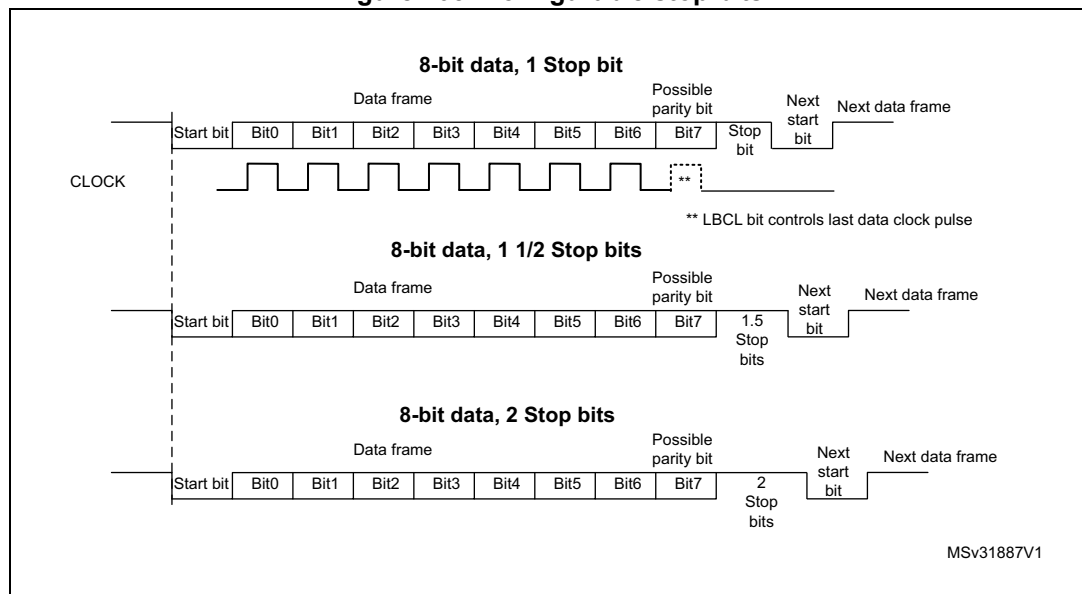 8-bit data, 1 Stop bit
Data frame
Possible
parity bit
Next
start
bit
Next data frame
Start bit Bit0 Bit1 Bit2 Bit3 Bit4 Bit5 Bit6 Bit7 Stop
bit
CLOCK
**
** LBCL bit controls last data clock pulse
8-bit data, 1 1/2 Stop bits
Data frame
Possible
parity bit
Next
start
bit
Next data frame
Start bit Bit0 Bit1 Bit2 Bit3 Bit4 Bit5 Bit6 Bit7 1.5
Stop
bits
8-bit data, 2 Stop bits
Data frame
Possible
parity bit
Next
start
bit
Next data frame
Start bit Bit0 Bit1 Bit2 Bit3 Bit4 Bit5 Bit6 Bit7 2
Stop
bits
MSv31887V1